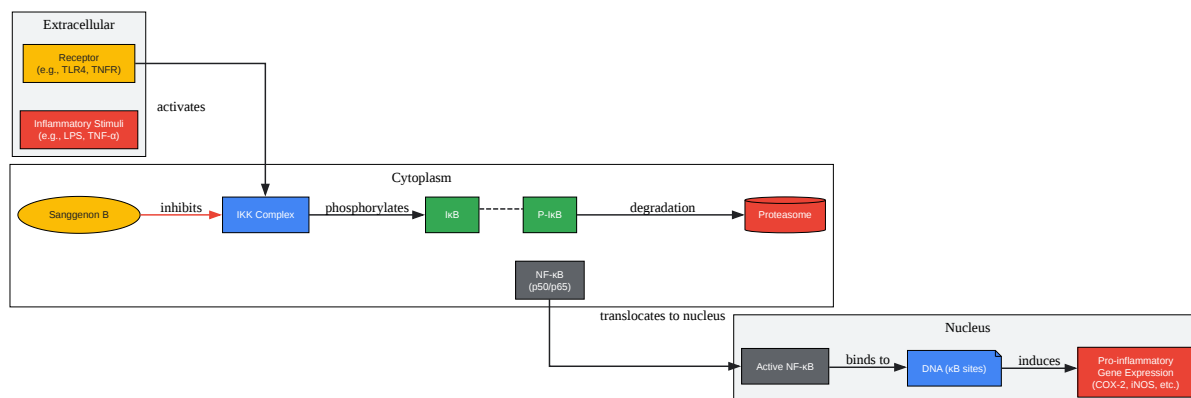 Extracellular
Receptor
(e.g., TLR4, TNFR)
activates
Inflammatory Stimuli
(e.g., LPS, TNF-α)
Cytoplasm
Sanggenon B
inhibits
IKK Complex
phosphorylates
IκB
P-IκB
degradation
Proteasome
NF-κB
(p50/p65)
translocates to nucleus
Nucleus
Active NF-κB
binds to
DNA (κB sites)
induces
Pro-inflammatory
Gene Expression
(COX-2, iNOS, etc.)